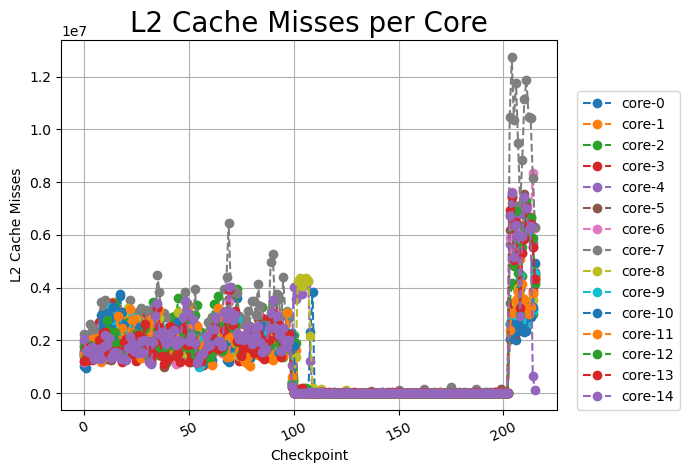 L2 Cache Misses per Core
1e7
1.2
1.0
0.8
0.6
0.4
0.2
0.0
L2 Cache Misses
0
50
100
150
200
Checkpoint
core-0
core-1
core-2
core-3
core-4
core-5
core-6
core-7
core-8
core-9
core-10
core-11
core-12
core-13
core-14